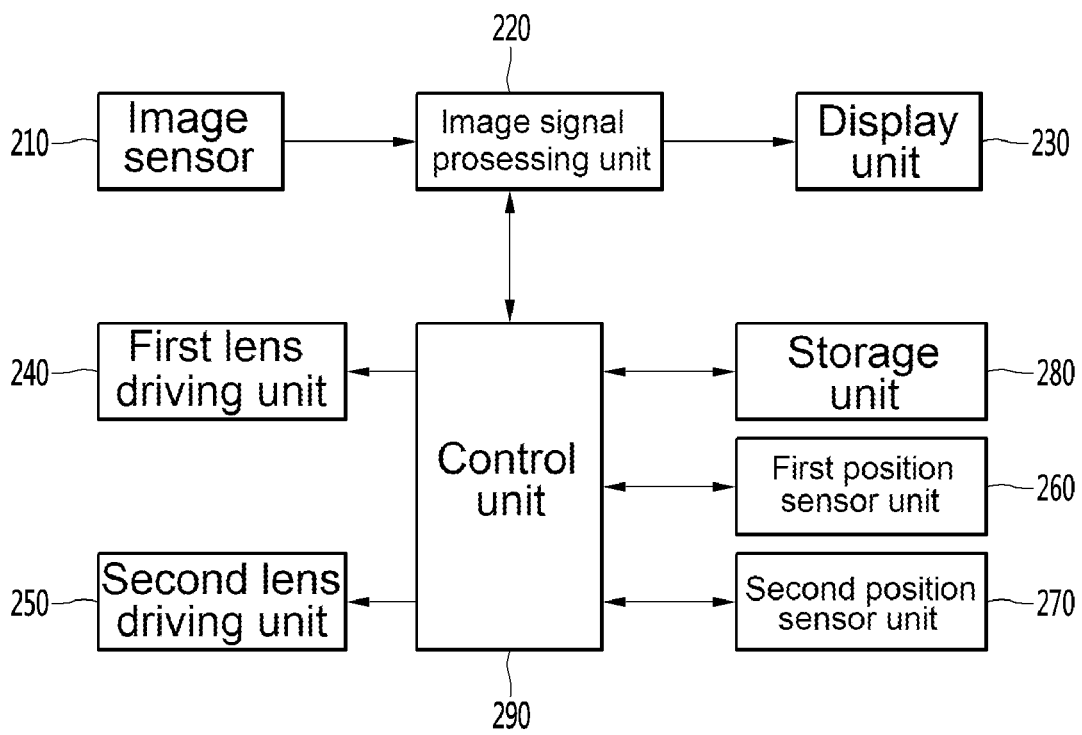 220
Image
sensor
210
Image signal
prosessing unit
Display
unit
230
First lens
driving unit
240
Control
unit
Storage
unit
280
First position
sensor unit
260
Second lens
driving unit
250
Second position
sensor unit
270
290